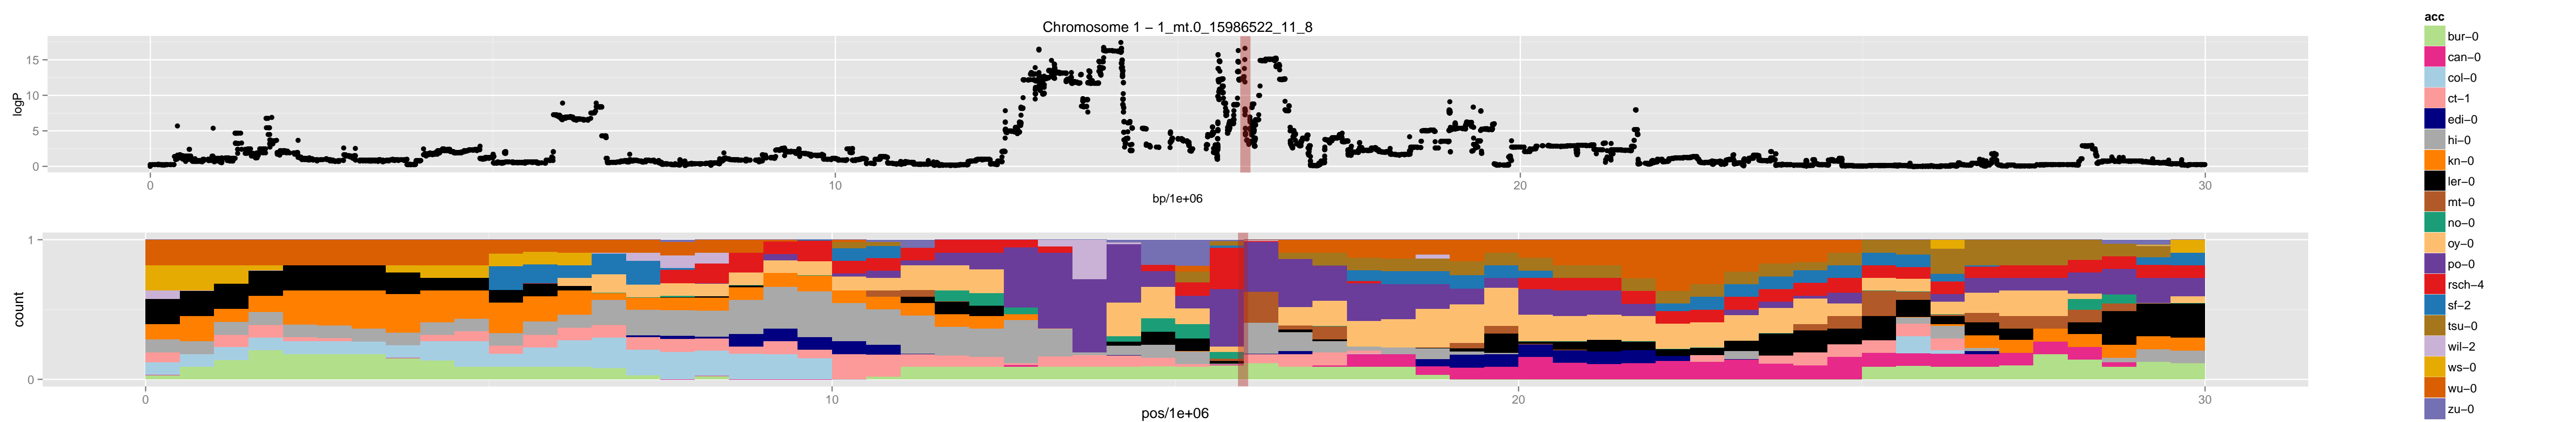 Chromosome 1 − 1_mt.0_15986522_11_8
15
10
5
0
logP
0 10 20 30
bp/1e+06
1
0
count
0 10 20 30
pos/1e+06
acc
bur−0
can−0
col−0
ct−1
edi−0
hi−0
kn−0
ler−0
mt−0
no−0
oy−0
po−0
rsch−4
sf−2
tsu−0
wil−2
ws−0
wu−0
zu−0